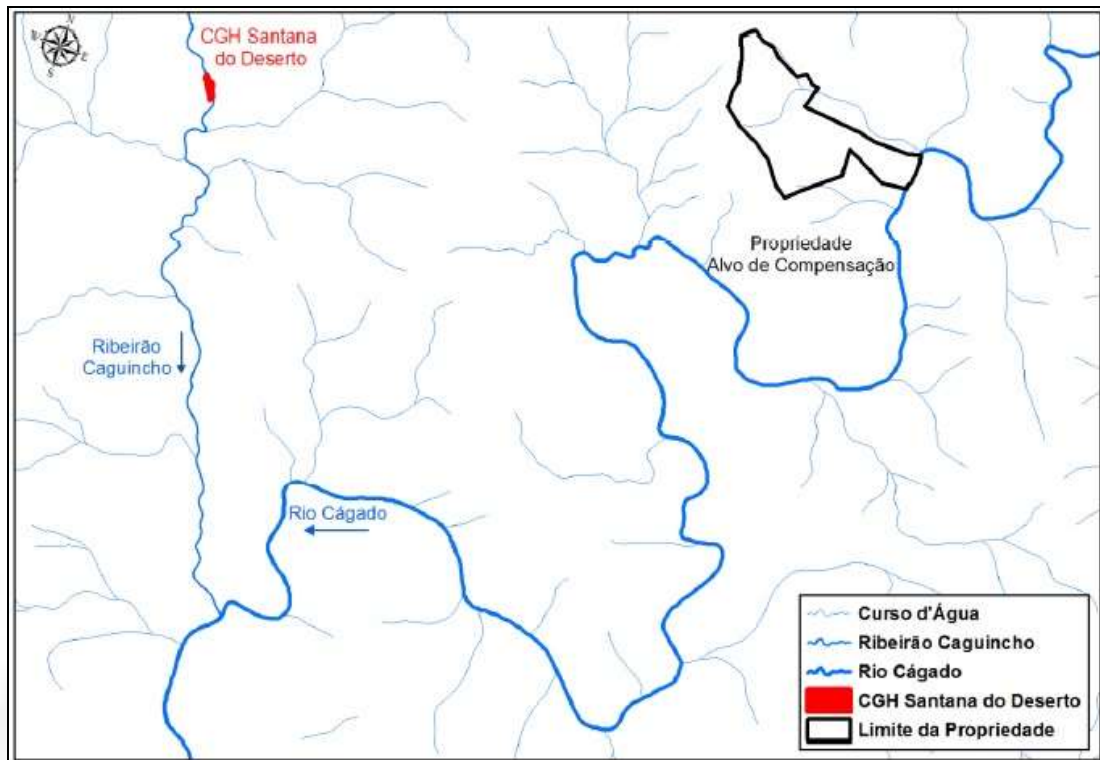 N
W
E
S
CGH Santana
do Deserto
Propriedade
Alvo de Compensação
Ribeirão
Caguincho
Rio Cágado
Curso d'Água
Ribeirão Caguincho
Rio Cágado
CGH Santana do Deserto
Limite da Propriedade